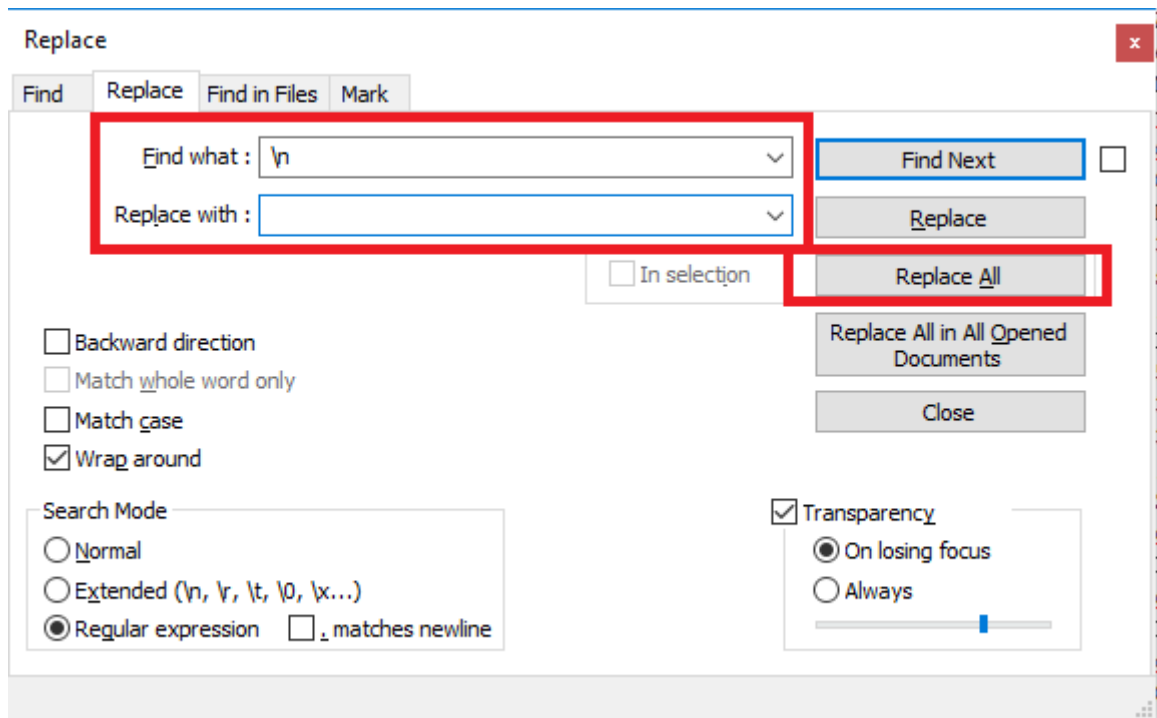 Replace
x
Find Replace Find in Files Mark
Find what : \n
Find Next
Replace with :
Replace
In selection
Replace All
Backward direction
Replace All in All Opened
Documents
Match whole word only
Match case
Close
Wrap around
Search Mode
Transparency
Normal
On losing focus
Extended (\n, \r, \t, \0, \x...)
Always
Regular expression
. matches newline